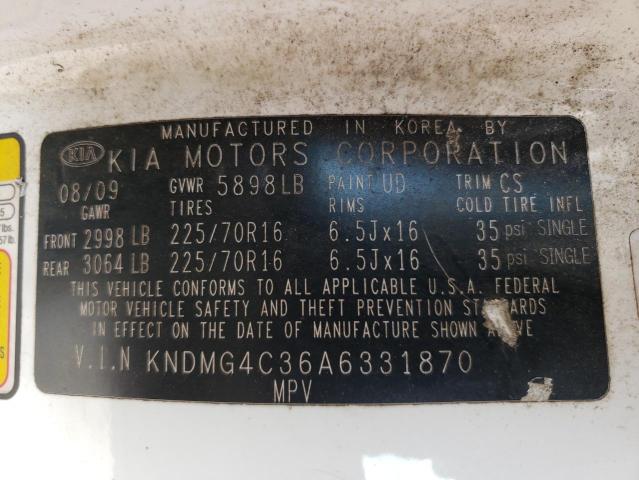 MANUFACTURED IN KOREA BY
KIA KIA MOTORS CORPORATION
08/09 GVWR 5898LB PAINT UD TRIM CS
GAWR TIRES RIMS COLD TIRE INFL
FRONT 2998 LB 225/70R16 6.5Jx16 35 psi SINGLE
REAR 3064 LB 225/70R16 6.5Jx16 35 psi SINGLE
THIS VEHICLE CONFORMS TO ALL APPLICABLE U.S.A. FEDERAL
MOTOR VEHICLE SAFETY AND THEFT PREVENTION STANDARDS
IN EFFECT ON THE DATE OF MANUFACTURE SHOWN ABOVE
V.I.N KNDMG4C36A6331870
MPV